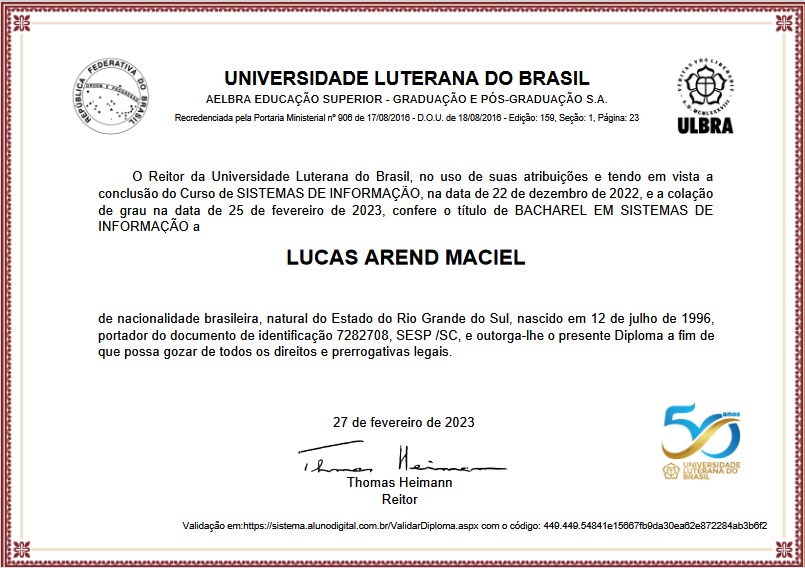 REPÚBLICA FEDERATIVA DO BRASIL
ORDEM E PROGRESSO
UNIVERSIDADE LUTERANA DO BRASIL
AELBRA EDUCAÇÃO SUPERIOR - GRADUAÇÃO E PÓS-GRADUAÇÃO S.A.
Recredenciada pela Portaria Ministerial nº 906 de 17/08/2016 - D.O.U. de 18/08/2016 - Edição: 159, Seção: 1, Página: 23
ULBRA
O Reitor da Universidade Luterana do Brasil, no uso de suas atribuições e tendo em vista a
conclusão do Curso de SISTEMAS DE INFORMAÇÃO, na data de 22 de dezembro de 2022, e a colação
de grau na data de 25 de fevereiro de 2023, confere o título de BACHAREL EM SISTEMAS DE
INFORMAÇÃO a
LUCAS AREND MACIEL
de nacionalidade brasileira, natural do Estado do Rio Grande do Sul, nascido em 12 de julho de 1996,
portador do documento de identificação 7282708, SESP /SC, e outorga-lhe o presente Diploma a fim de
que possa gozar de todos os direitos e prerrogativas legais.
27 de fevereiro de 2023
Thomas Heimann
Thomas Heimann
Reitor
50 anos
UNIVERSIDADE
LUTERANA DO
BRASIL
Validação em:https://sistema.alunodigital.com.br/ValidarDiploma.aspx com o código: 449.449.54841e15667fb9da30ea62e872284ab3b6f2